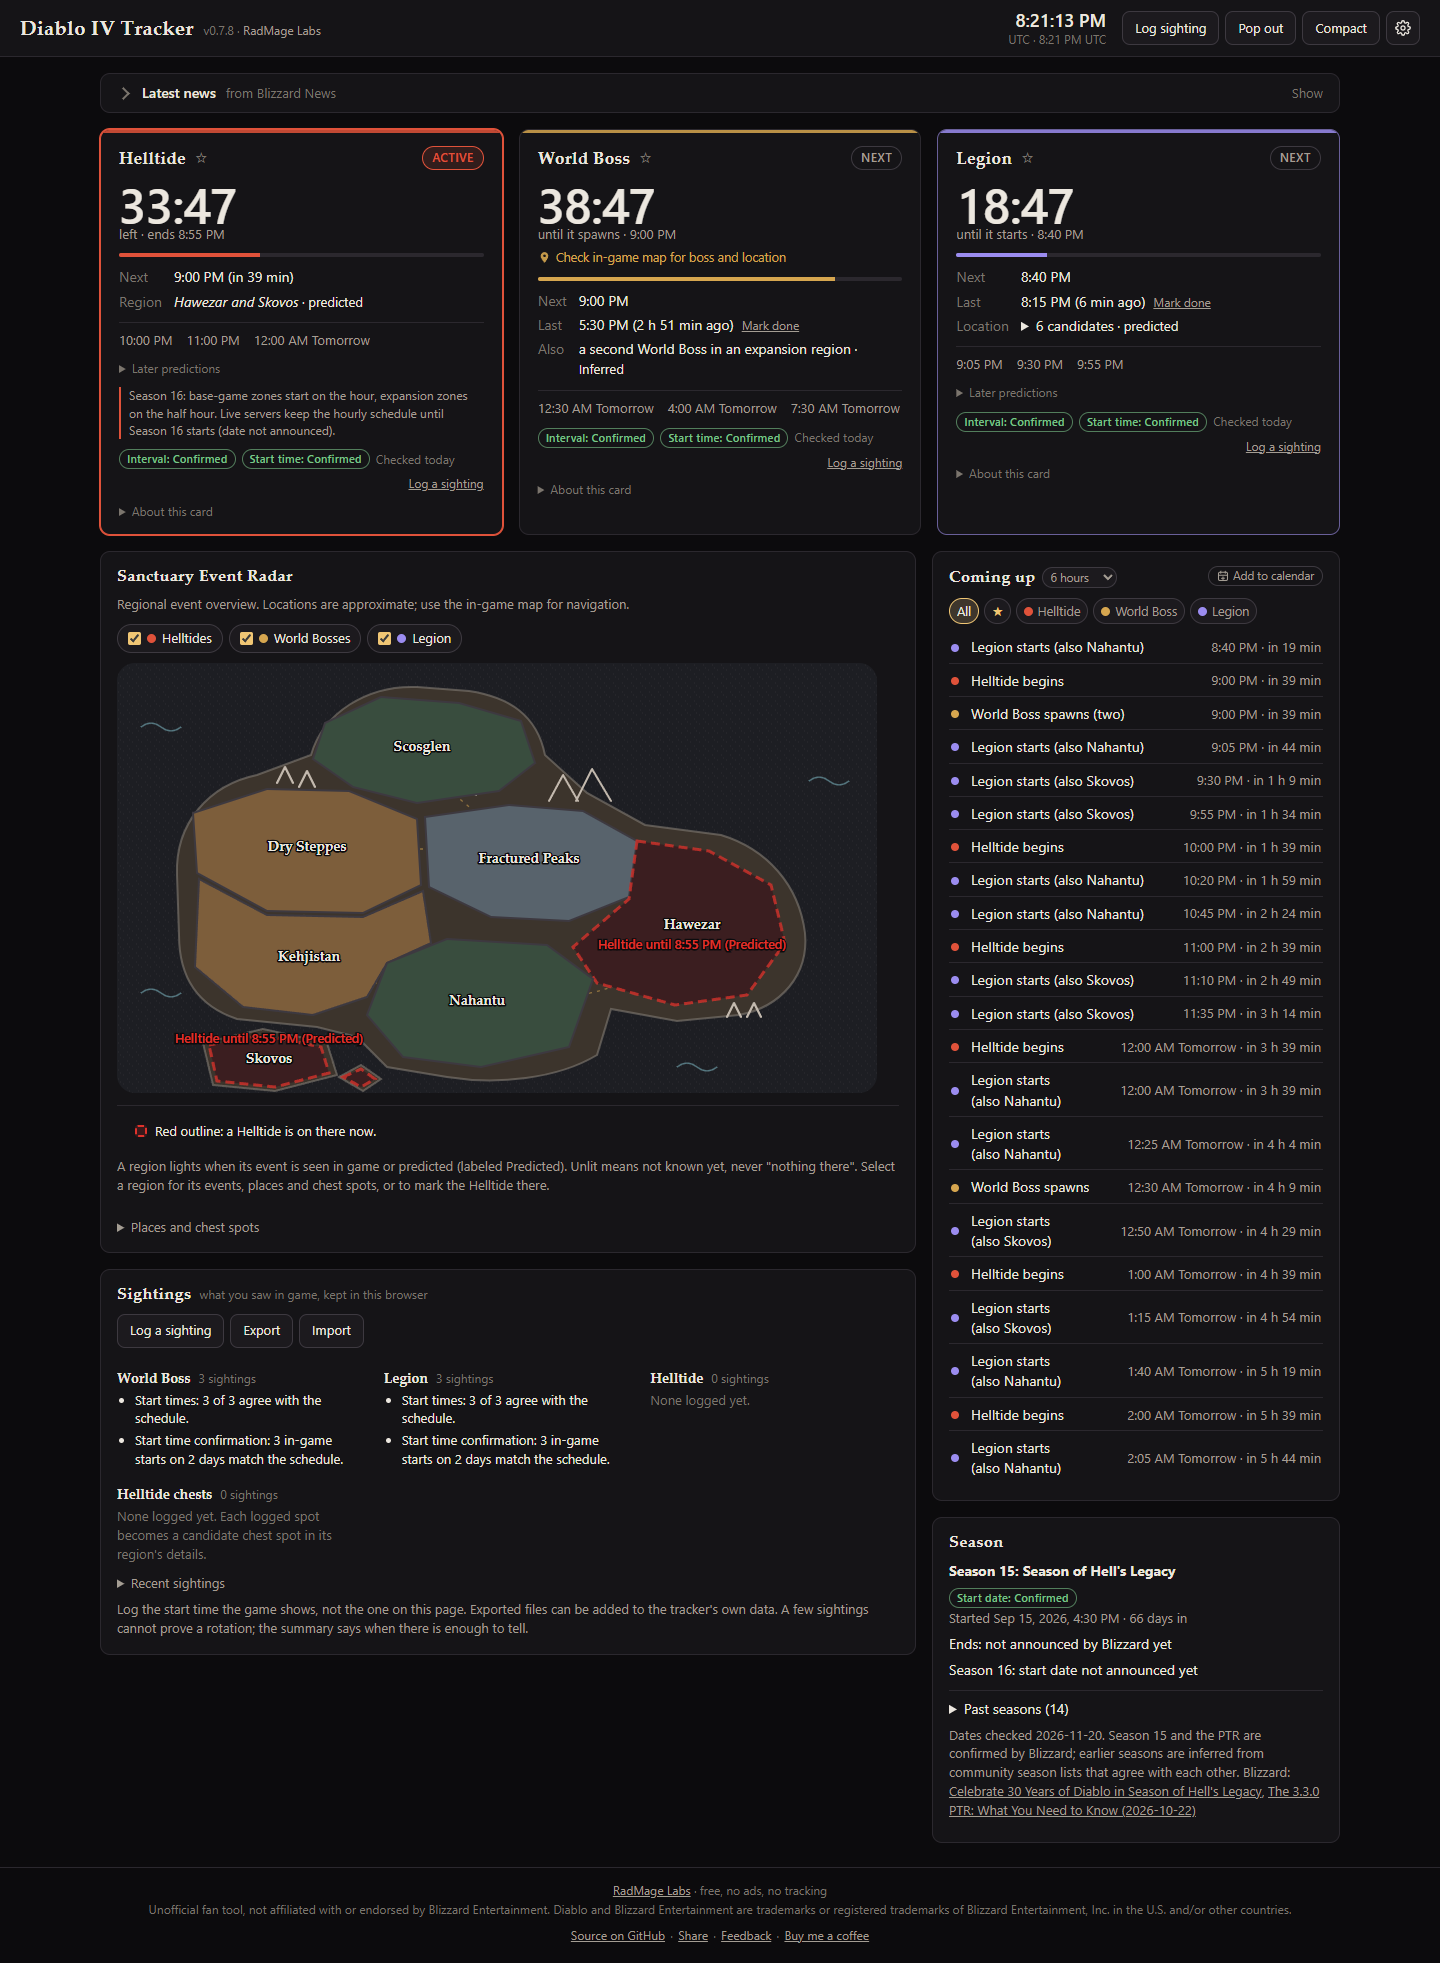 Diablo IV Tracker v0.7.8 · RadMage Labs
8:21:13 PM
UTC · 8:21 PM UTC
Log sighting
Pop out
Compact
Latest news from Blizzard News
Show
Helltide ☆
ACTIVE
33:47
left · ends 8:55 PM
Next 9:00 PM (in 39 min)
Region Hawezar and Skovos · predicted
10:00 PM 11:00 PM 12:00 AM Tomorrow
Later predictions
Season 16: base-game zones start on the hour, expansion zones
on the half hour. Live servers keep the hourly schedule until
Season 16 starts (date not announced).
Interval: Confirmed Start time: Confirmed Checked today
Log a sighting
About this card
World Boss ☆
NEXT
38:47
until it spawns · 9:00 PM
Check in-game map for boss and location
Next 9:00 PM
Last 5:30 PM (2 h 51 min ago) Mark done
Also a second World Boss in an expansion region ·
Inferred
12:30 AM Tomorrow 4:00 AM Tomorrow 7:30 AM Tomorrow
Interval: Confirmed Start time: Confirmed Checked today
Log a sighting
About this card
Legion ☆
NEXT
18:47
until it starts · 8:40 PM
Next 8:40 PM
Last 8:15 PM (6 min ago) Mark done
Location 6 candidates · predicted
9:05 PM 9:30 PM 9:55 PM
Later predictions
Interval: Confirmed Start time: Confirmed Checked today
Log a sighting
About this card
Sanctuary Event Radar
Regional event overview. Locations are approximate; use the in-game map for navigation.
Helltides World Bosses Legion
Scosglen
Dry Steppes
Fractured Peaks
Hawezar
Helltide until 8:55 PM (Predicted)
Kehjistan
Nahantu
Helltide until 8:55 PM (Predicted)
Skovos
Red outline: a Helltide is on there now.
A region lights when its event is seen in game or predicted (labeled Predicted). Unlit means not known yet, never "nothing there". Select
a region for its events, places and chest spots, or to mark the Helltide there.
Places and chest spots
Sightings what you saw in game, kept in this browser
Log a sighting
Export
Import
World Boss 3 sightings
Start times: 3 of 3 agree with the
schedule.
Start time confirmation: 3 in-game
starts on 2 days match the schedule.
Legion 3 sightings
Start times: 3 of 3 agree with the
schedule.
Start time confirmation: 3 in-game
starts on 2 days match the schedule.
Helltide 0 sightings
None logged yet.
Helltide chests 0 sightings
None logged yet. Each logged spot
becomes a candidate chest spot in its
region's details.
Recent sightings
Log the start time the game shows, not the one on this page. Exported files can be added to the tracker's own data. A few sightings
cannot prove a rotation; the summary says when there is enough to tell.
Coming up 6 hours
Add to calendar
All ★ Helltide World Boss Legion
Legion starts (also Nahantu) 8:40 PM · in 19 min
Helltide begins 9:00 PM · in 39 min
World Boss spawns (two) 9:00 PM · in 39 min
Legion starts (also Nahantu) 9:05 PM · in 44 min
Legion starts (also Skovos) 9:30 PM · in 1 h 9 min
Legion starts (also Skovos) 9:55 PM · in 1 h 34 min
Helltide begins 10:00 PM · in 1 h 39 min
Legion starts (also Nahantu) 10:20 PM · in 1 h 59 min
Legion starts (also Nahantu) 10:45 PM · in 2 h 24 min
Helltide begins 11:00 PM · in 2 h 39 min
Legion starts (also Skovos) 11:10 PM · in 2 h 49 min
Legion starts (also Skovos) 11:35 PM · in 3 h 14 min
Helltide begins 12:00 AM Tomorrow · in 3 h 39 min
Legion starts
(also Nahantu) 12:00 AM Tomorrow · in 3 h 39 min
Legion starts
(also Nahantu) 12:25 AM Tomorrow · in 4 h 4 min
World Boss spawns 12:30 AM Tomorrow · in 4 h 9 min
Legion starts
(also Skovos) 12:50 AM Tomorrow · in 4 h 29 min
Helltide begins 1:00 AM Tomorrow · in 4 h 39 min
Legion starts
(also Skovos) 1:15 AM Tomorrow · in 4 h 54 min
Legion starts
(also Nahantu) 1:40 AM Tomorrow · in 5 h 19 min
Helltide begins 2:00 AM Tomorrow · in 5 h 39 min
Legion starts
(also Nahantu) 2:05 AM Tomorrow · in 5 h 44 min
Season
Season 15: Season of Hell's Legacy
Start date: Confirmed
Started Sep 15, 2026, 4:30 PM · 66 days in
Ends: not announced by Blizzard yet
Season 16: start date not announced yet
Past seasons (14)
Dates checked 2026-11-20. Season 15 and the PTR are
confirmed by Blizzard; earlier seasons are inferred from
community season lists that agree with each other. Blizzard:
Celebrate 30 Years of Diablo in Season of Hell's Legacy, The 3.3.0
PTR: What You Need to Know (2026-10-22)
RadMage Labs · free, no ads, no tracking
Unofficial fan tool, not affiliated with or endorsed by Blizzard Entertainment. Diablo and Blizzard Entertainment are trademarks or registered trademarks of Blizzard Entertainment, Inc. in the U.S. and/or other countries.
Source on GitHub · Share · Feedback · Buy me a coffee